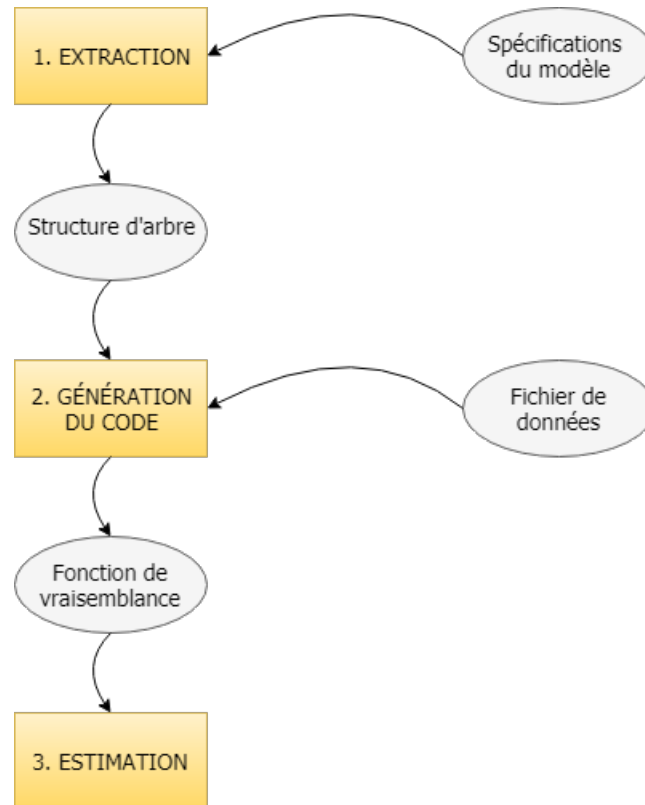 1. EXTRACTION
Spécifications
du modèle
Structure d'arbre
2. GÉNÉRATION
DU CODE
Fichier de
données
Fonction de
vraisemblance
3. ESTIMATION